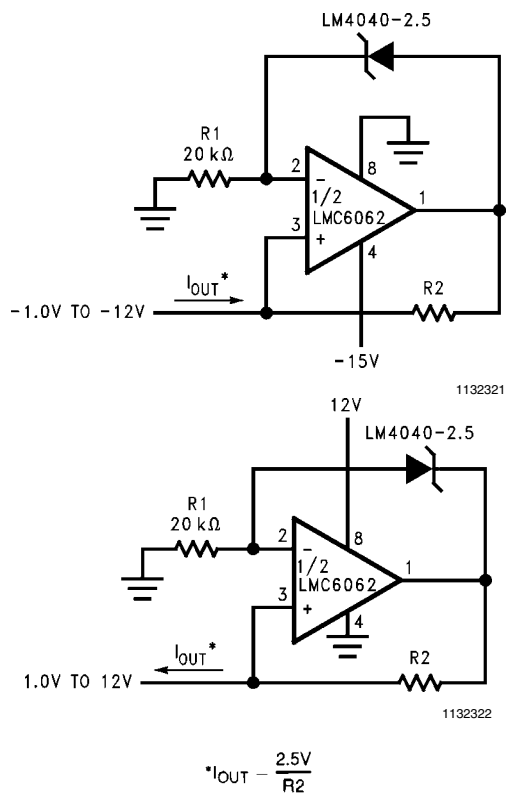 LM4040-2.5
R1
20 kΩ
2
8
−
1/2
LMC6062
1
3
+
4
IOUT*
R2
-1.0V TO -12V
-15V
1132321
12V
LM4040-2.5
R1
20 kΩ
2
8
−
1/2
LMC6062
1
3
+
4
IOUT*
R2
1.0V TO 12V
1132322
*IOUT − 2.5V
R2